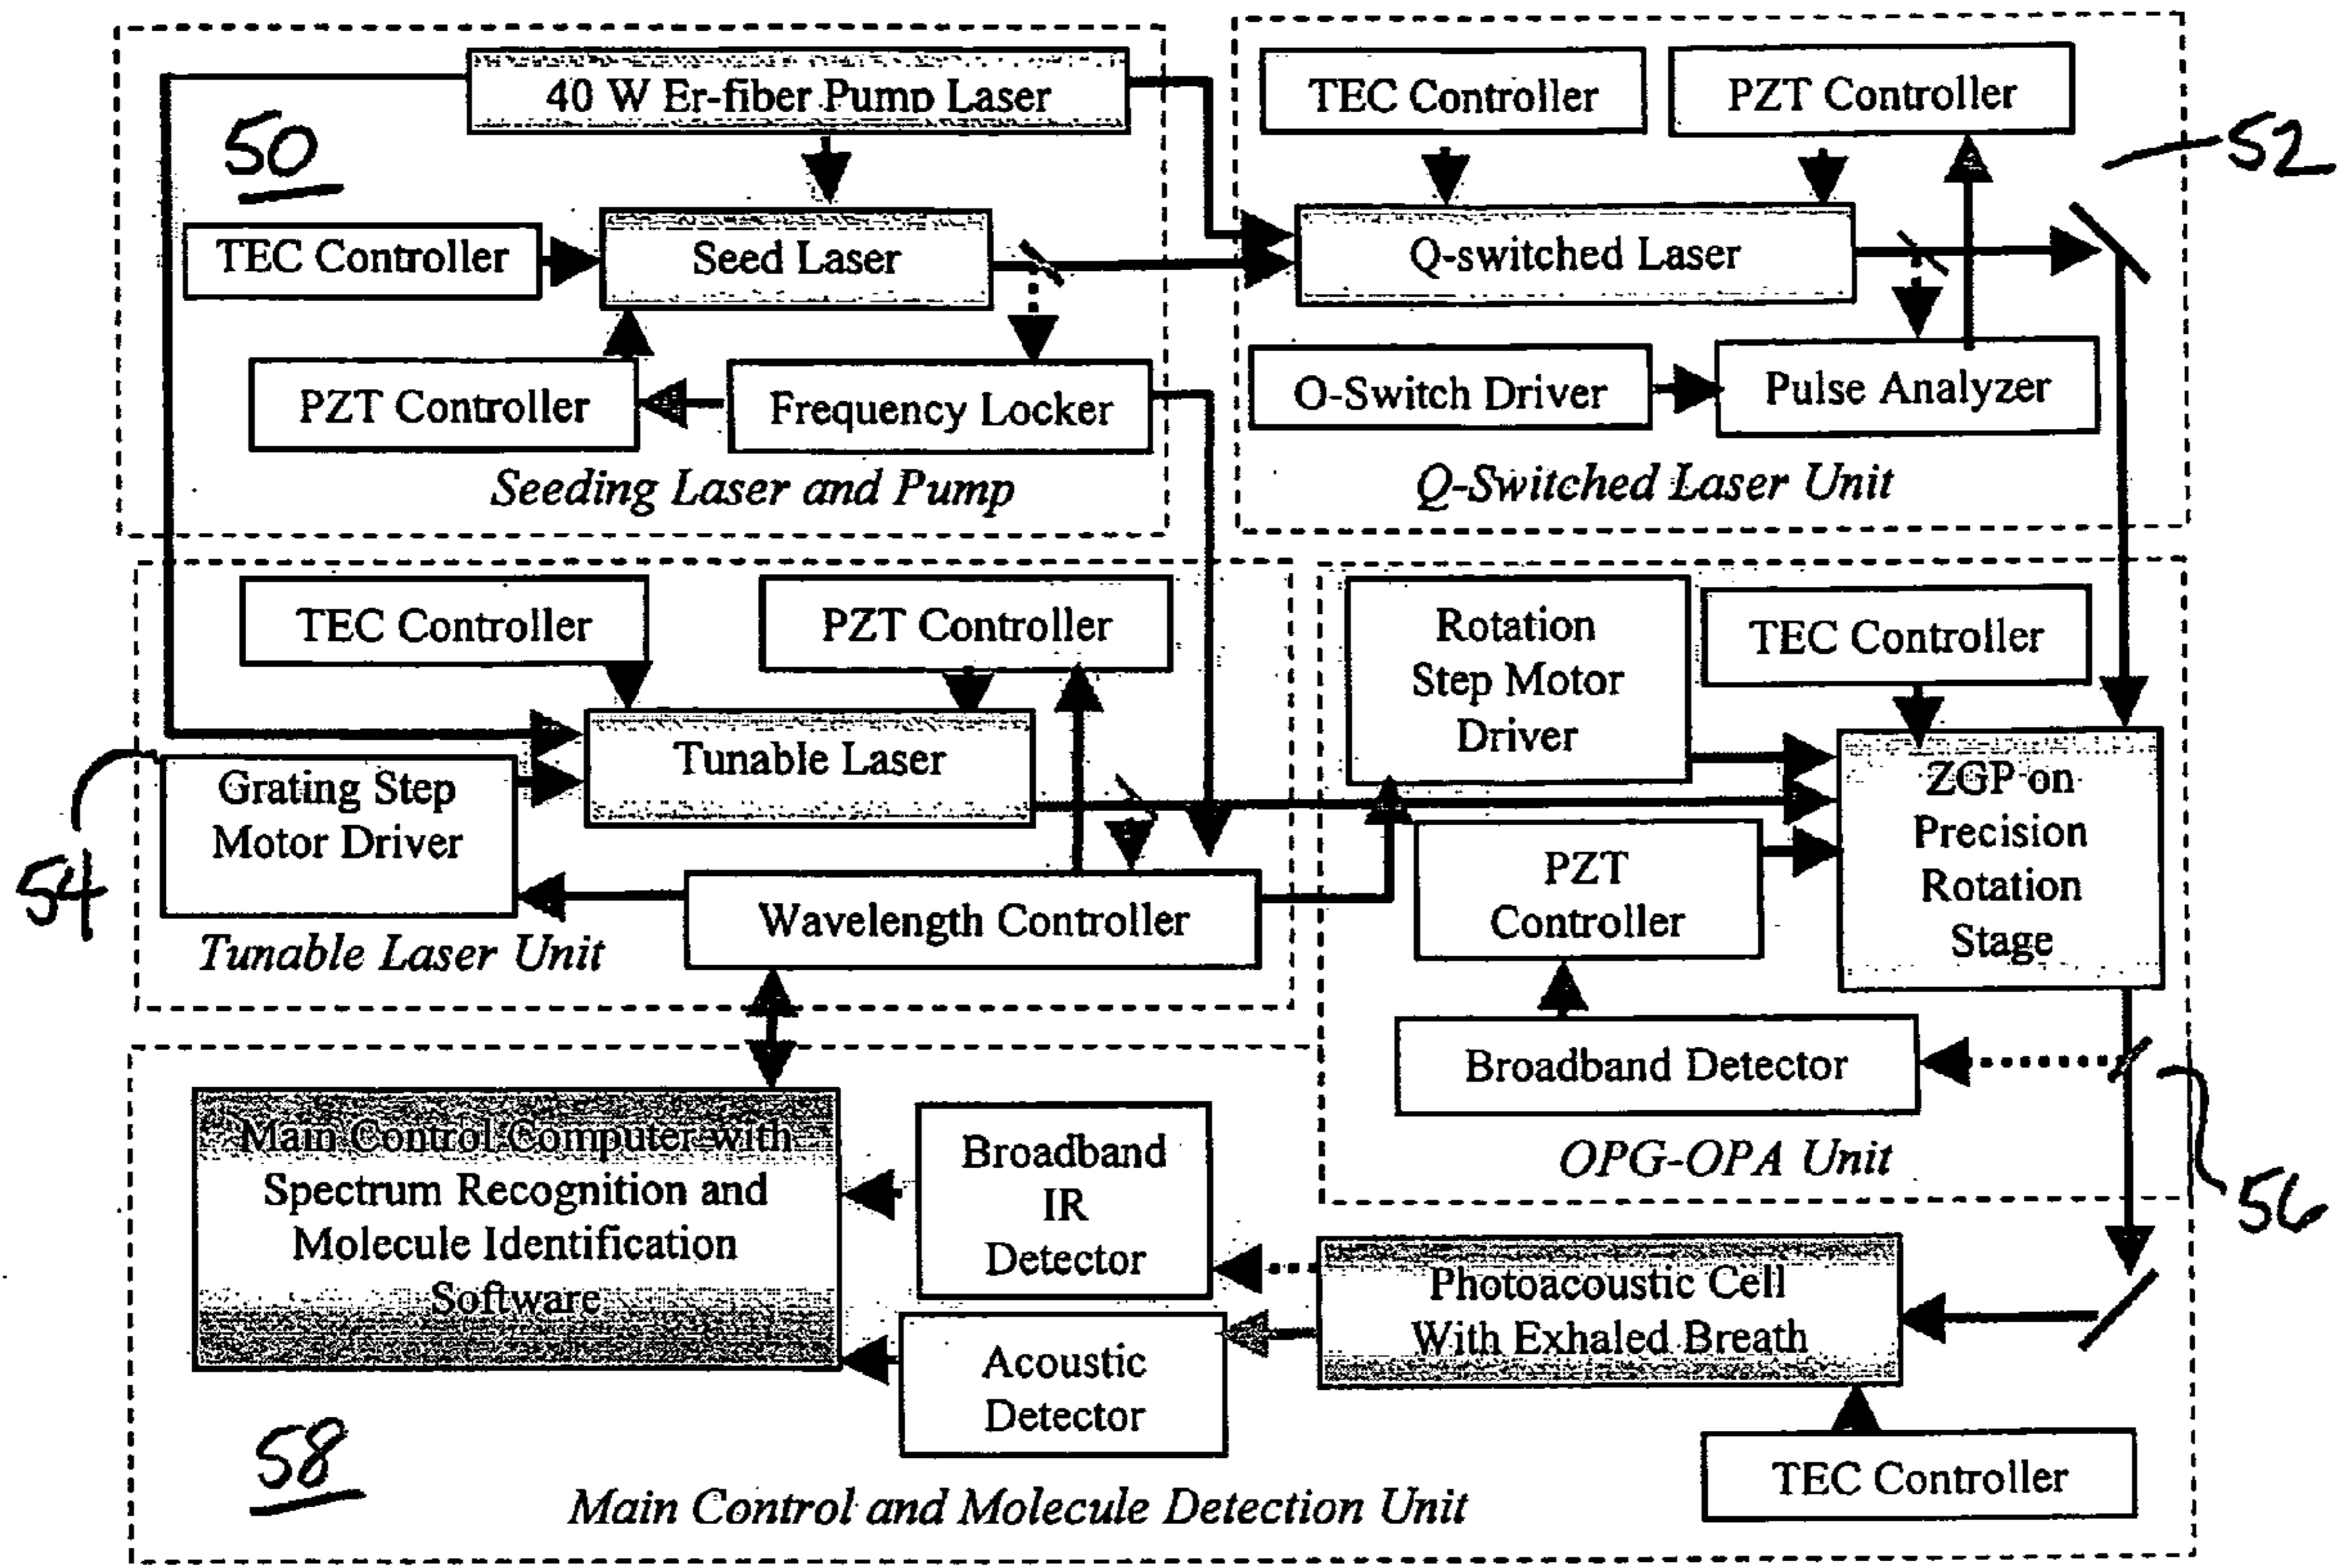 40 W Er-fiber Pump Laser
50
TEC Controller
Seed Laser
PZT Controller
Frequency Locker
Seeding Laser and Pump
TEC Controller
PZT Controller
52
Q-switched Laser
O-Switch Driver
Pulse Analyzer
Q-Switched Laser Unit
TEC Controller
PZT Controller
Tunable Laser
Grating Step
Motor Driver
54
Wavelength Controller
Tunable Laser Unit
Rotation
Step Motor
Driver
TEC Controller
ZGP on
Precision
Rotation
Stage
PZT
Controller
Broadband Detector
OPG-OPA Unit
56
Main Control Computer with
Spectrum Recognition and
Molecule Identification
Software
Broadband
IR
Detector
Acoustic
Detector
Photoacoustic Cell
With Exhaled Breath
TEC Controller
58
Main Control and Molecule Detection Unit